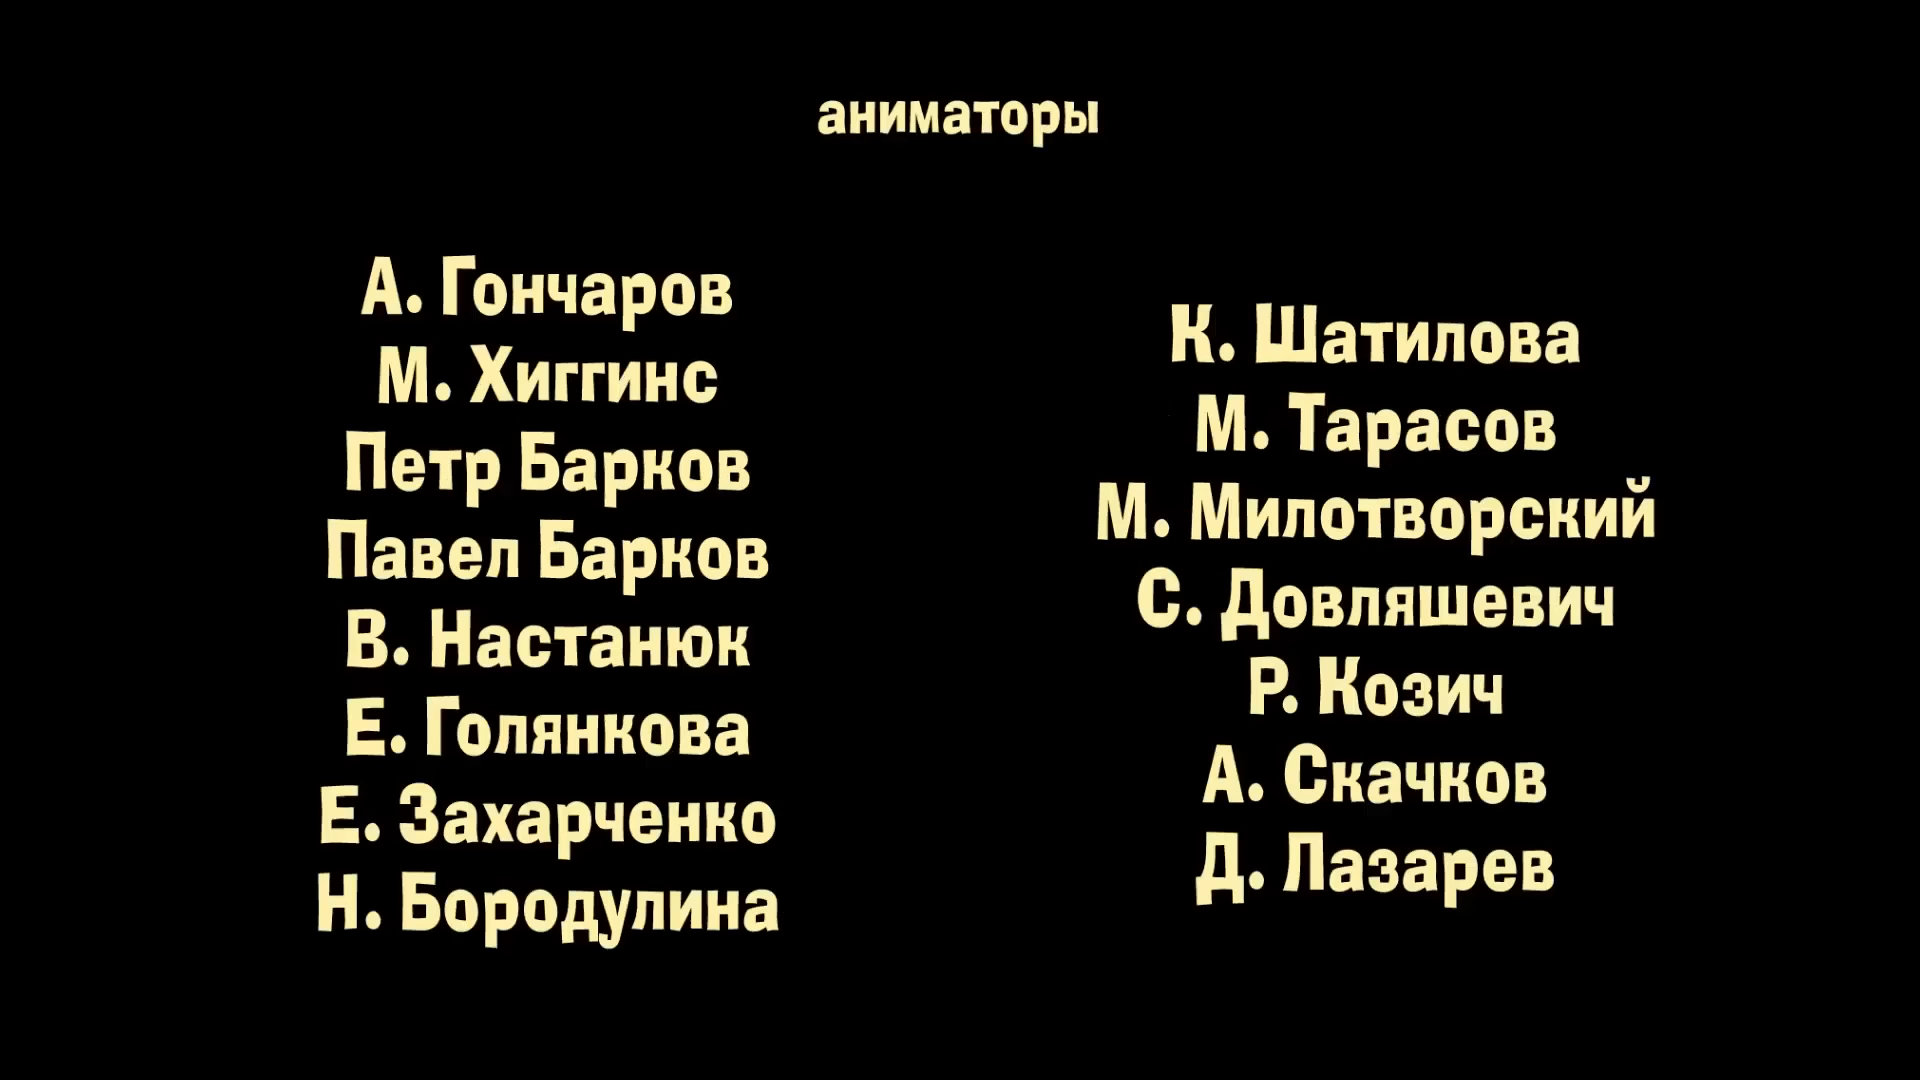 аниматоры
А. Гончаров
М. Хиггинс
Петр Барков
Павел Барков
В. Настанюк
Е. Голянкова
Е. Захарченко
Н. Бородулина
К. Шатилова
М. Тарасов
М. Милотворский
С. Довляшевич
Р. Козич
А. Скачков
Д. Лазарев